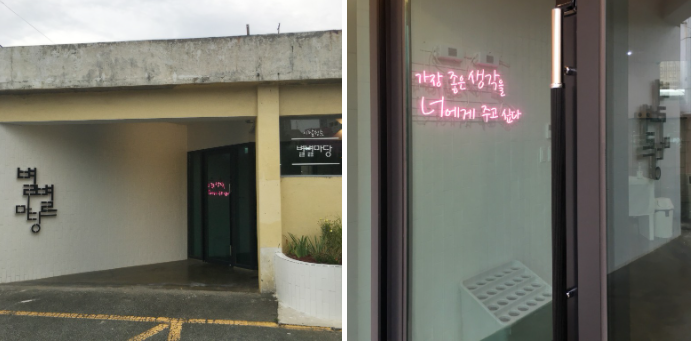 별별
마당
별별마당
가장 좋은 생각을
너에게 주고 싶다